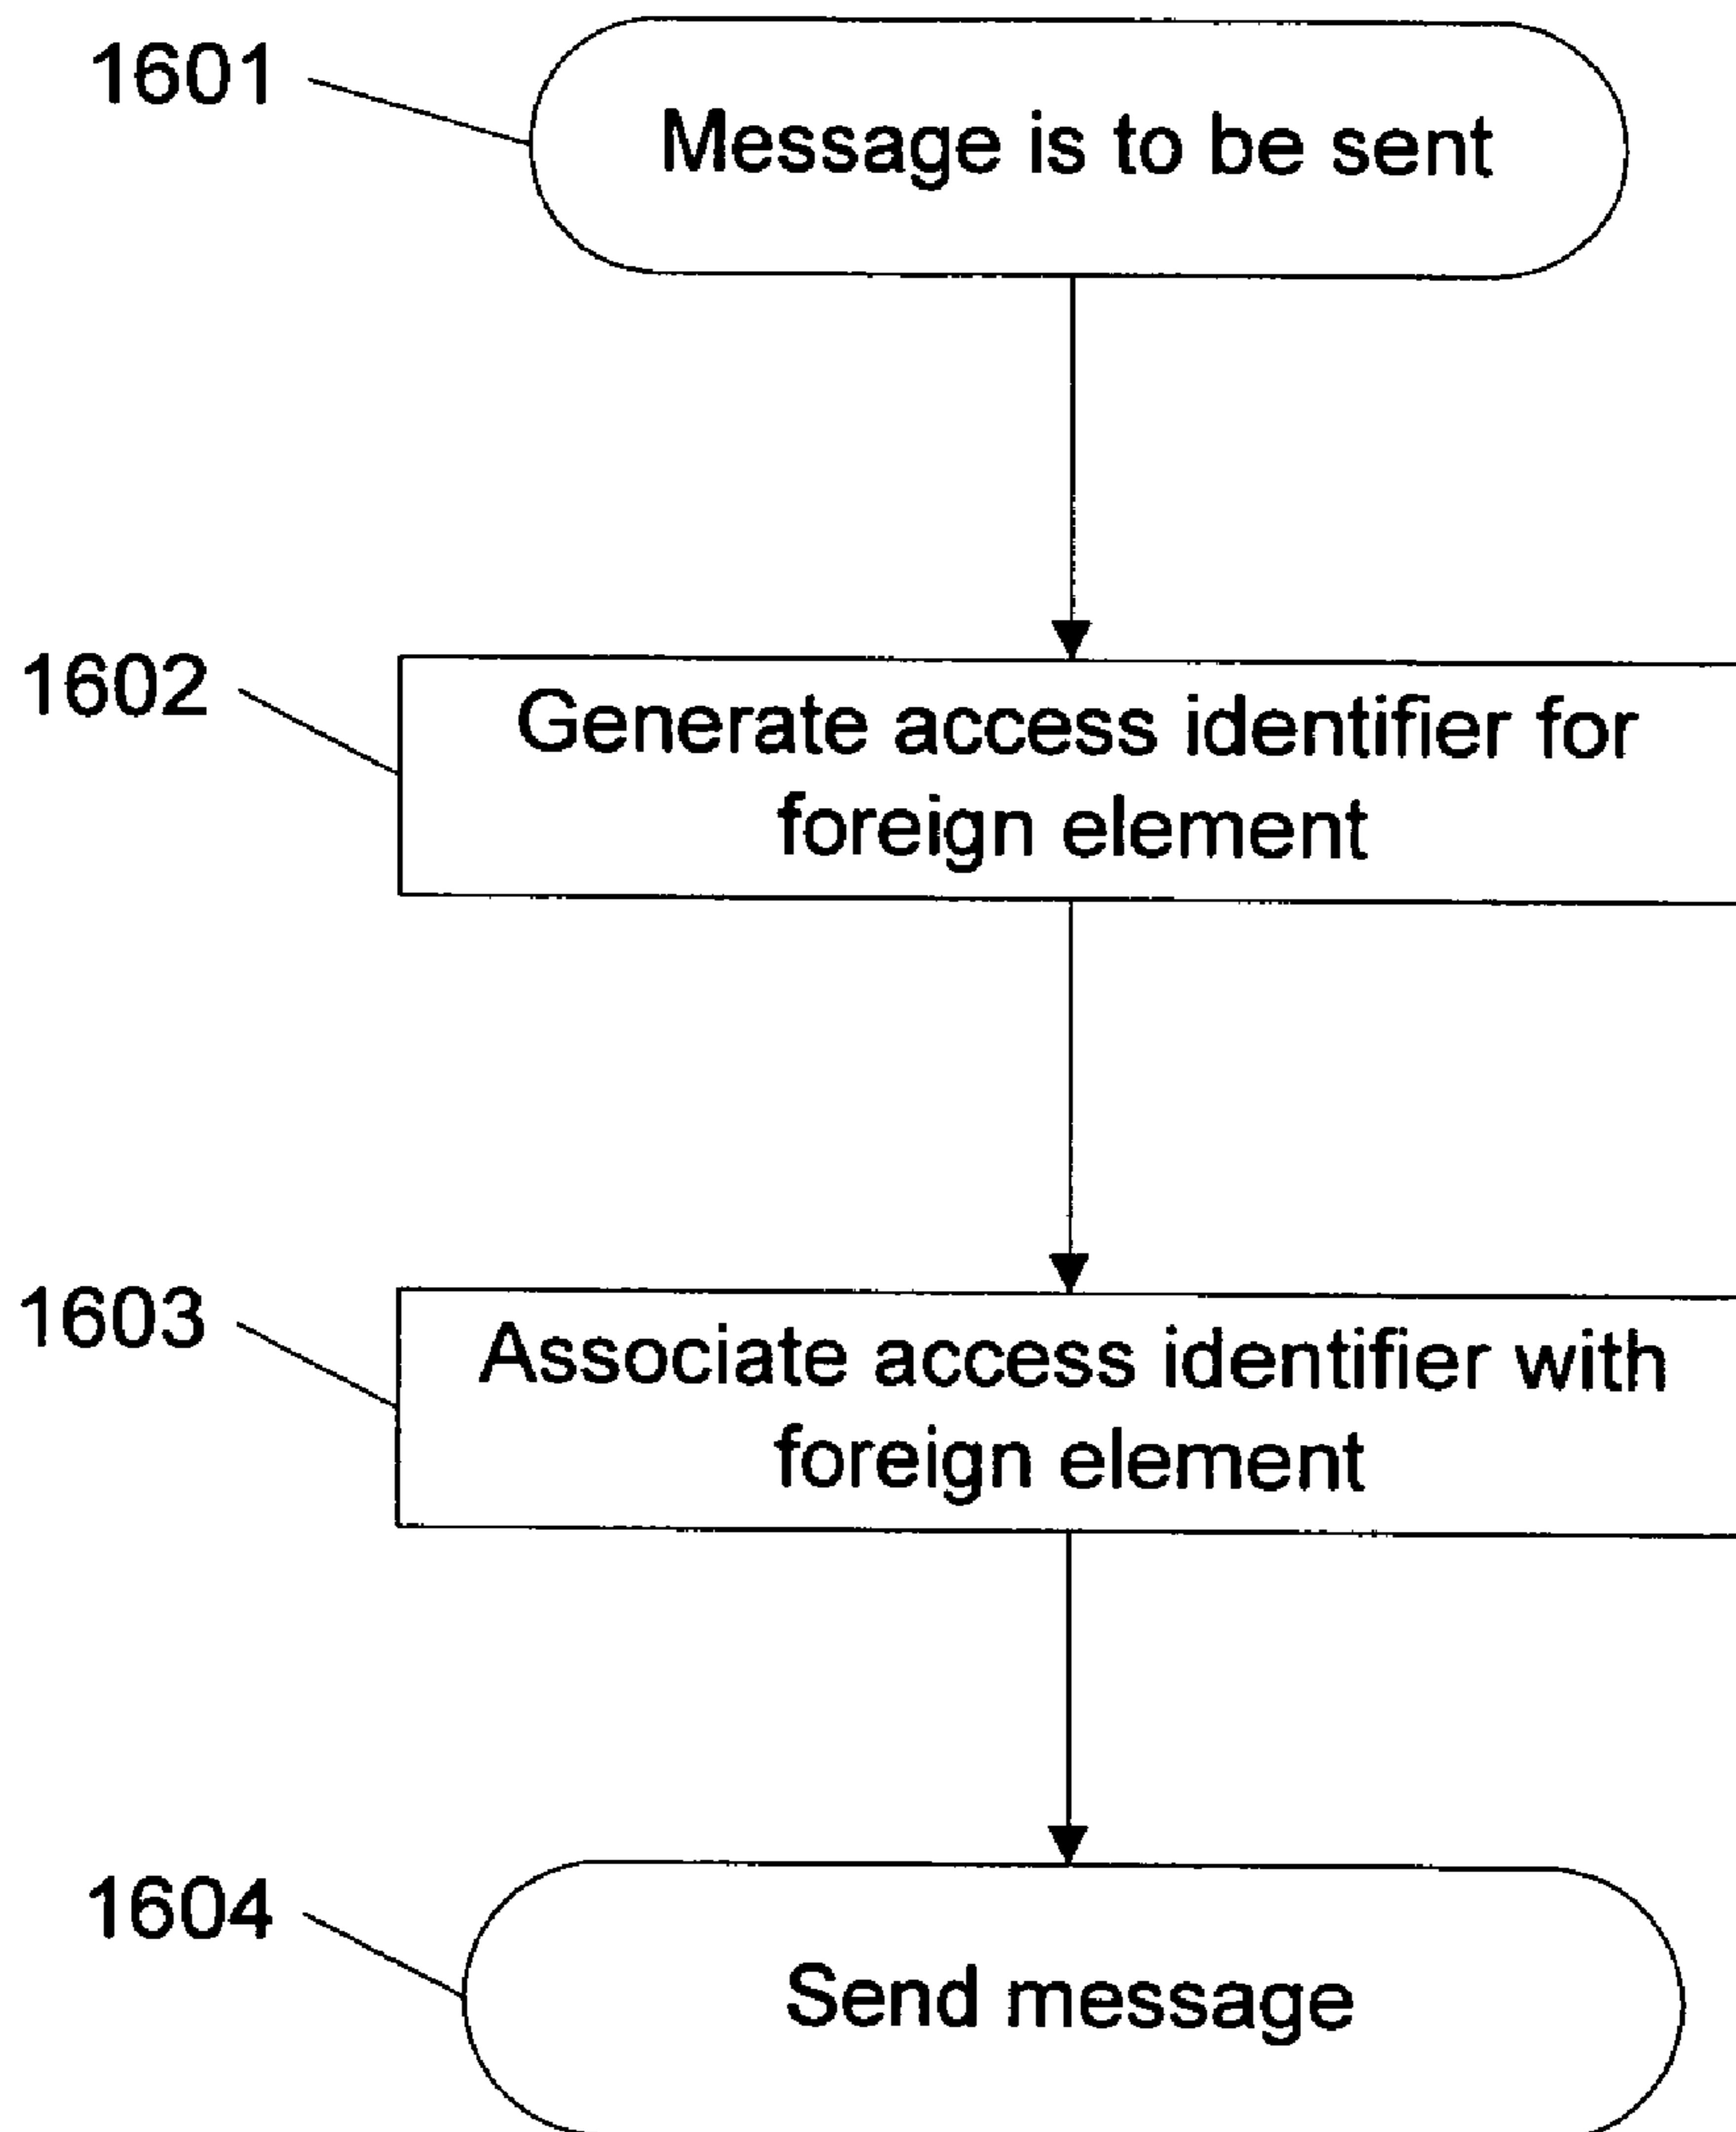 1601
Message is to be sent
1602
Generate access identifier for
foreign element
1603
Associate access identifier with
foreign element
1604
Send message